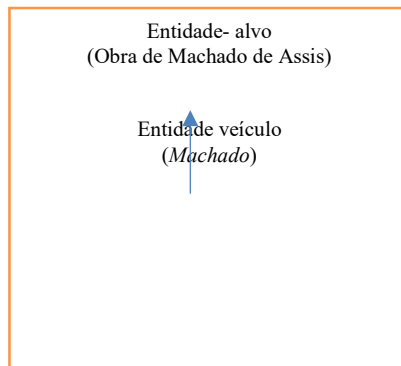 Entidade- alvo
(Obra de Machado de Assis)
Entidade veículo
(Machado)